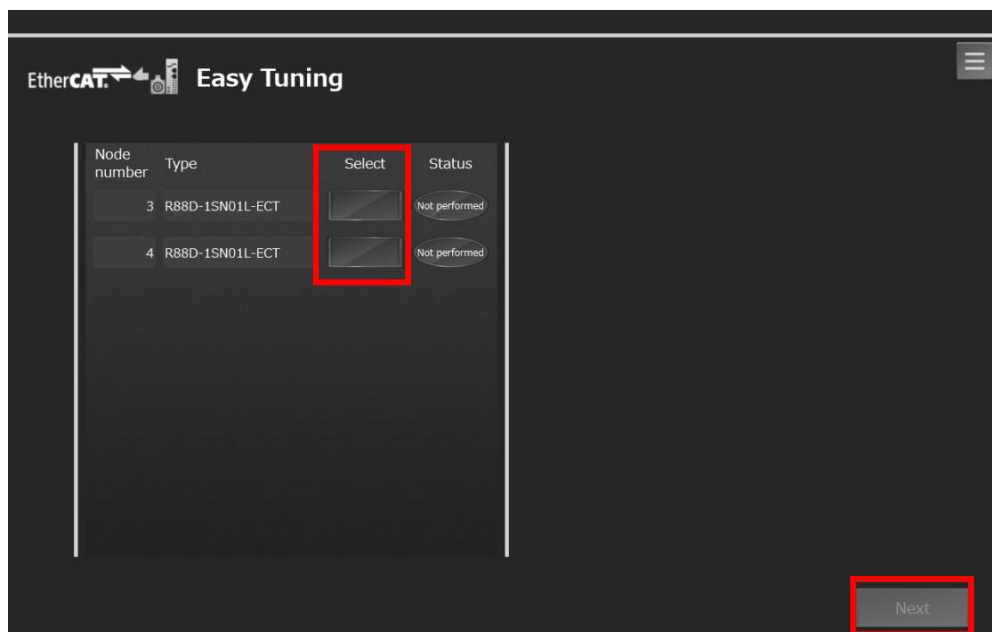 EtherCAT. Easy Tuning
Node number Type Select Status
3 R88D-1SN01L-ECT Not performed
4 R88D-1SN01L-ECT Not performed
Next